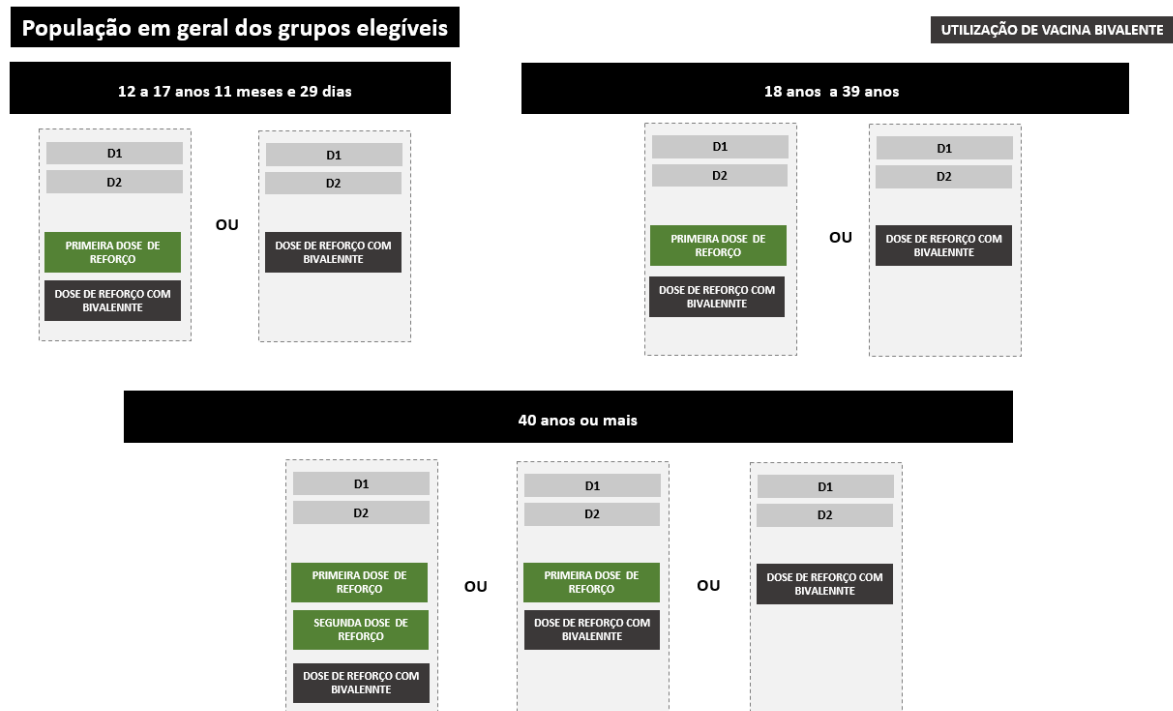 População em geral dos grupos elegíveis
UTILIZAÇÃO DE VACINA BIVALENTE
12 a 17 anos 11 meses e 29 dias
D1
D2
PRIMEIRA DOSE DE
REFORÇO
DOSE DE REFORÇO COM
BIVALENNTE
OU
D1
D2
DOSE DE REFORÇO COM
BIVALENNTE
18 anos a 39 anos
D1
D2
PRIMEIRA DOSE DE
REFORÇO
DOSE DE REFORÇO COM
BIVALENNTE
OU
D1
D2
DOSE DE REFORÇO COM
BIVALENNTE
40 anos ou mais
D1
D2
PRIMEIRA DOSE DE
REFORÇO
SEGUNDA DOSE DE
REFORÇO
DOSE DE REFORÇO COM
BIVALENNTE
OU
D1
D2
PRIMEIRA DOSE DE
REFORÇO
DOSE DE REFORÇO COM
BIVALENNTE
OU
D1
D2
DOSE DE REFORÇO COM
BIVALENNTE